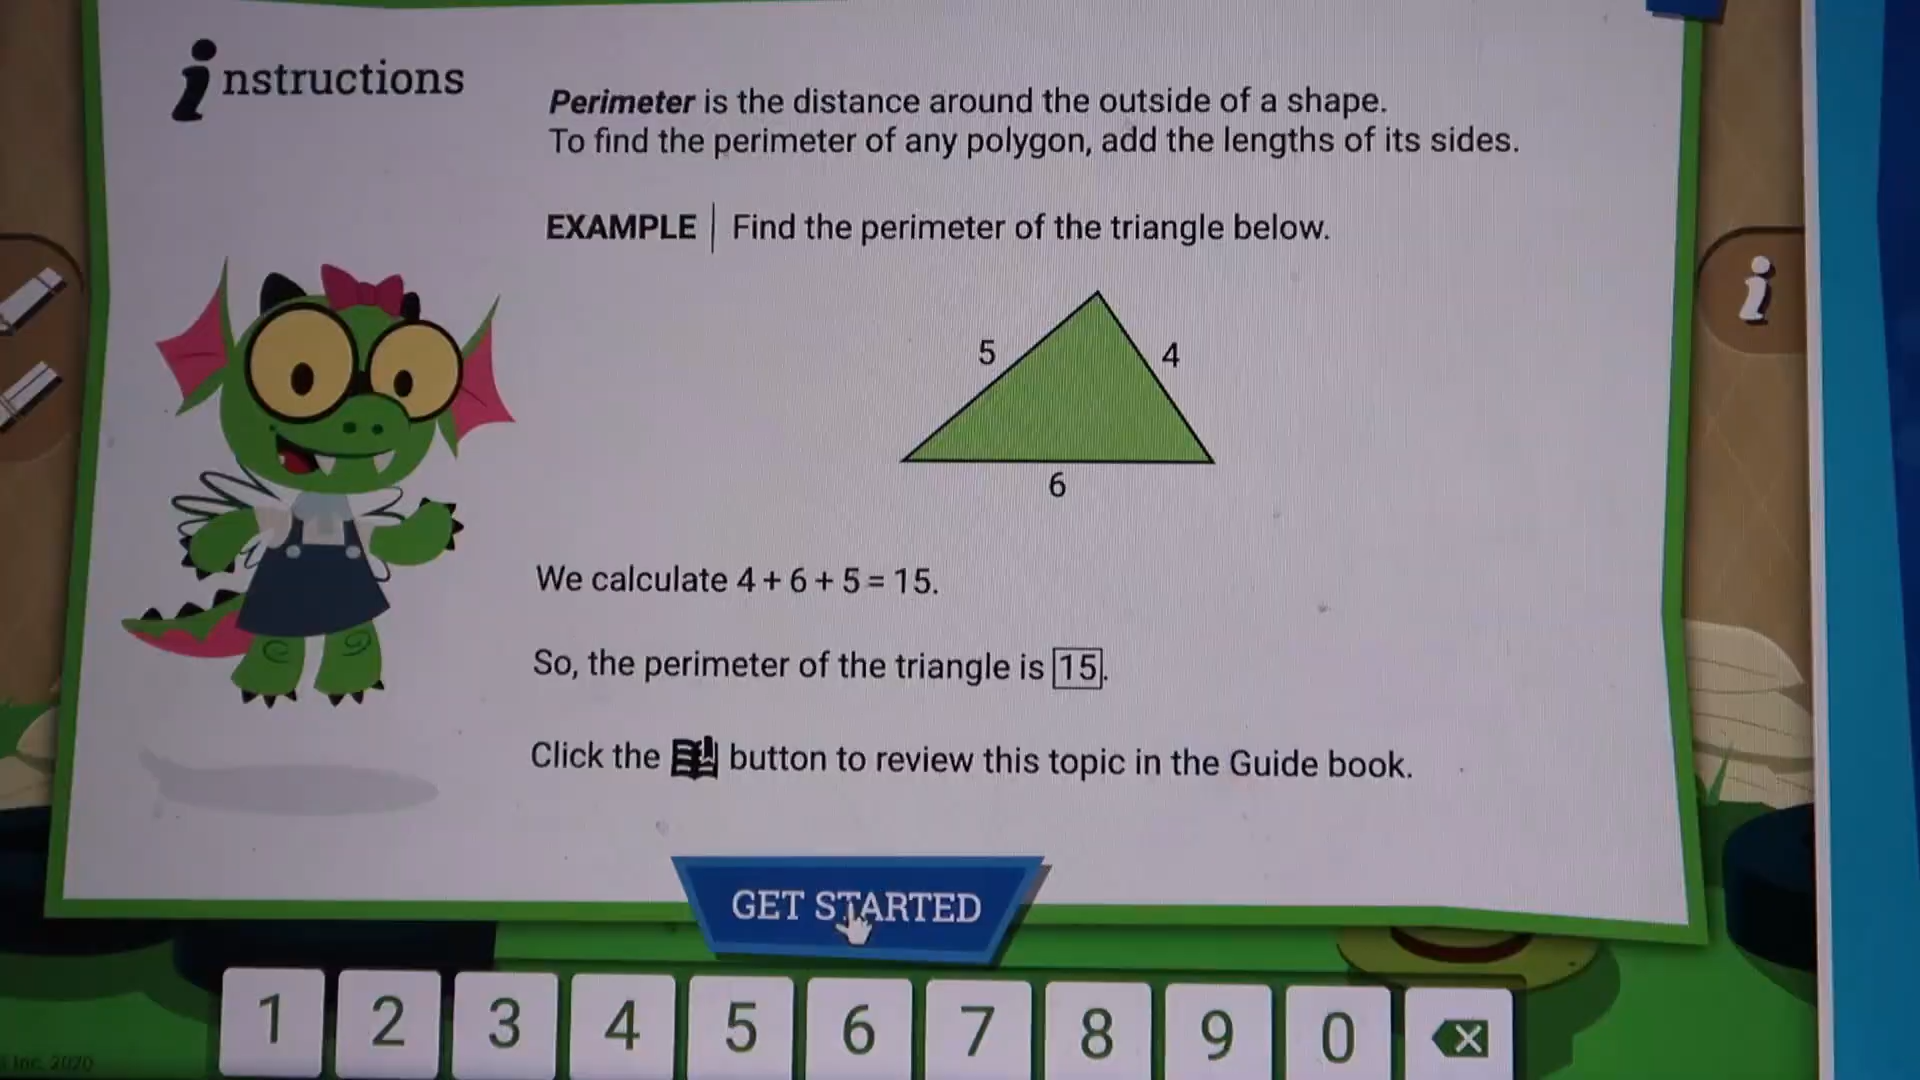 instructions
Perimeter is the distance around the outside of a shape.
To find the perimeter of any polygon, add the lengths of its sides.
EXAMPLE | Find the perimeter of the triangle below.
5
4
6
We calculate 4 + 6 + 5 = 15.
So, the perimeter of the triangle is 15.
Click the button to review this topic in the Guide book.
i
GET STARTED
1 2 3 4 5 6 7 8 9 0
Inc. 2020